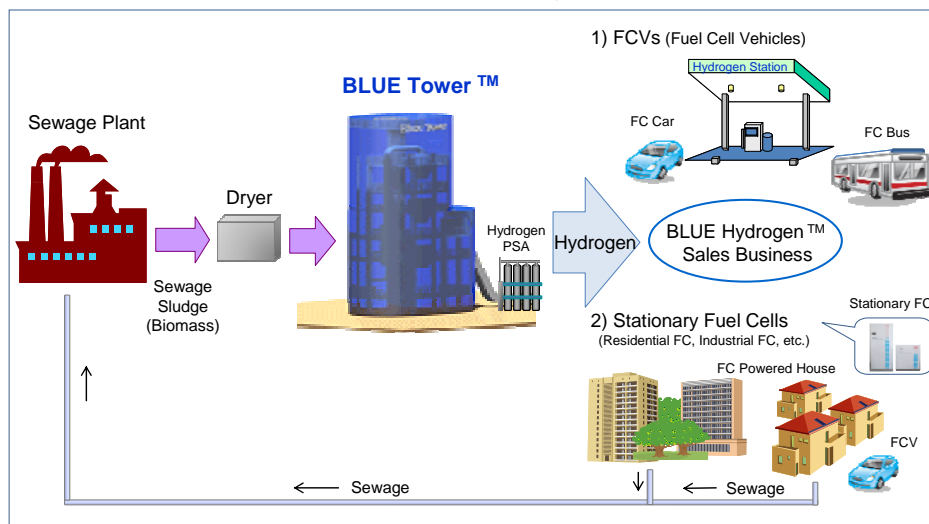 1) FCVs (Fuel Cell Vehicles)
Hydrogen Station
BLUE Tower ™
FC Car
FC Bus
Sewage Plant
Dryer
Hydrogen
PSA
Hydrogen
BLUE Hydrogen ™
Sales Business
Sewage
Sludge
(Biomass)
2) Stationary Fuel Cells
(Residential FC, Industrial FC, etc.)
Stationary FC
FC Powered House
FCV
Sewage
Sewage